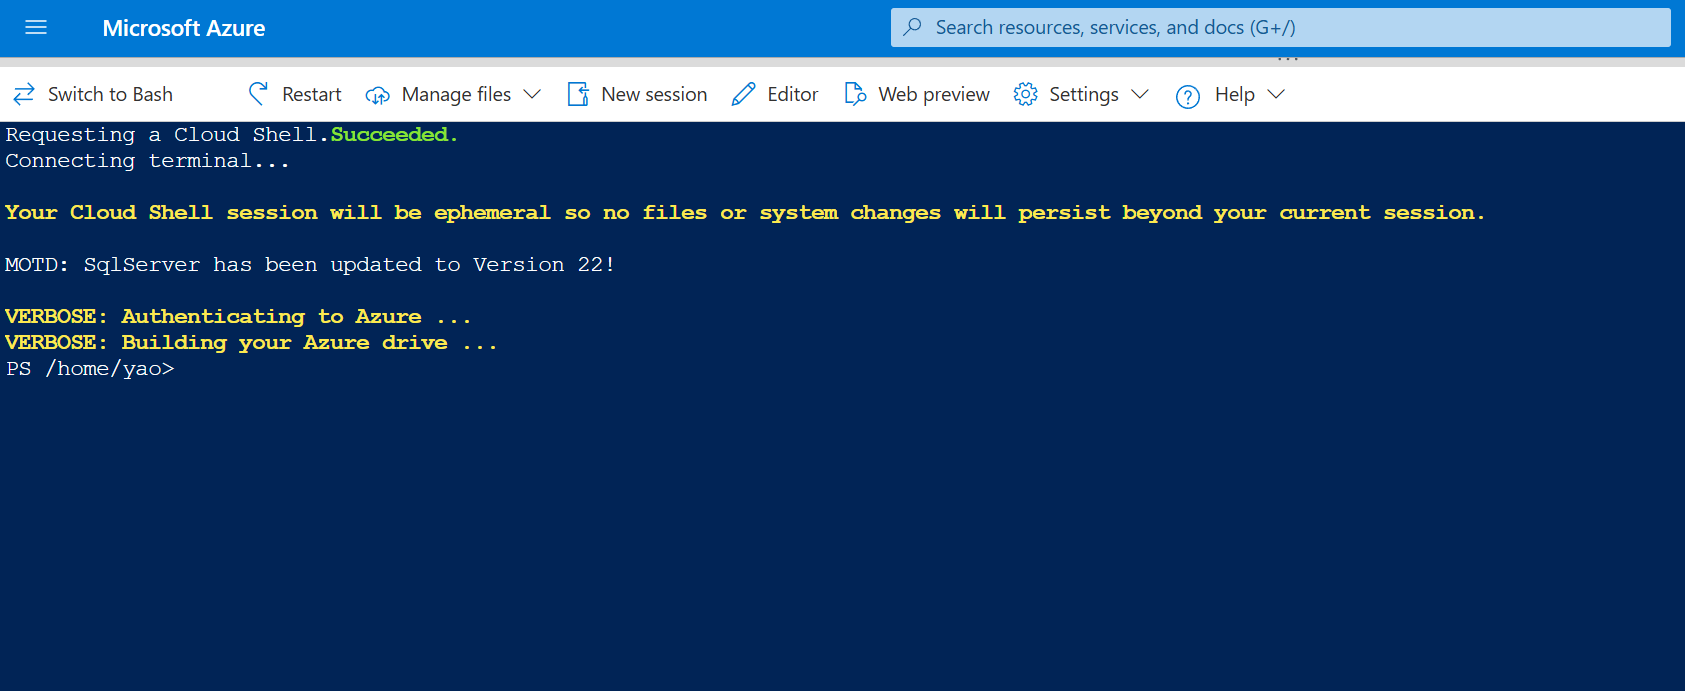 Microsoft Azure
Search resources, services, and docs (G+/)
...
Switch to Bash Restart Manage files New session Editor Web preview Settings Help
Requesting a Cloud Shell.Succeeded.
Connecting terminal...
Your Cloud Shell session will be ephemeral so no files or system changes will persist beyond your current session.
MOTD: SqlServer has been updated to Version 22!
VERBOSE: Authenticating to Azure ...
VERBOSE: Building your Azure drive ...
PS /home/yao>